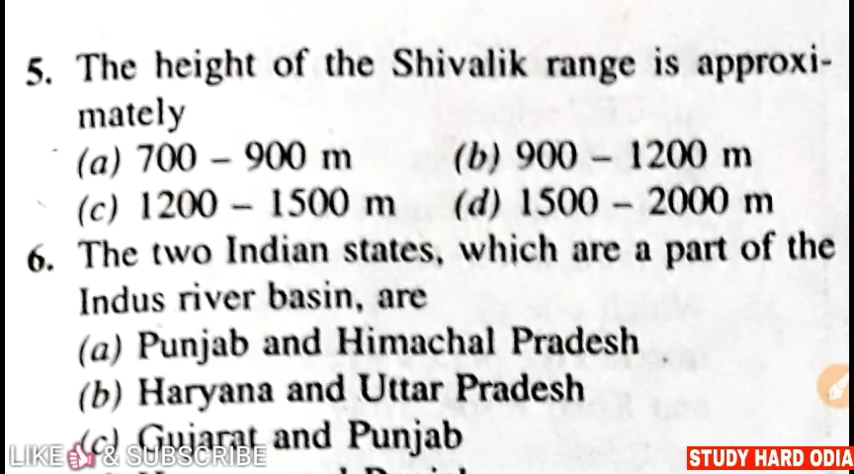 5. The height of the Shivalik range is approxi-
mately
(a) 700 – 900 m (b) 900 – 1200 m
(c) 1200 – 1500 m (d) 1500 – 2000 m
6. The two Indian states, which are a part of the
Indus river basin, are
(a) Punjab and Himachal Pradesh
(b) Haryana and Uttar Pradesh
(c) Gujarat and Punjab
LIKE & SUBSCRIBE
STUDY HARD ODIA